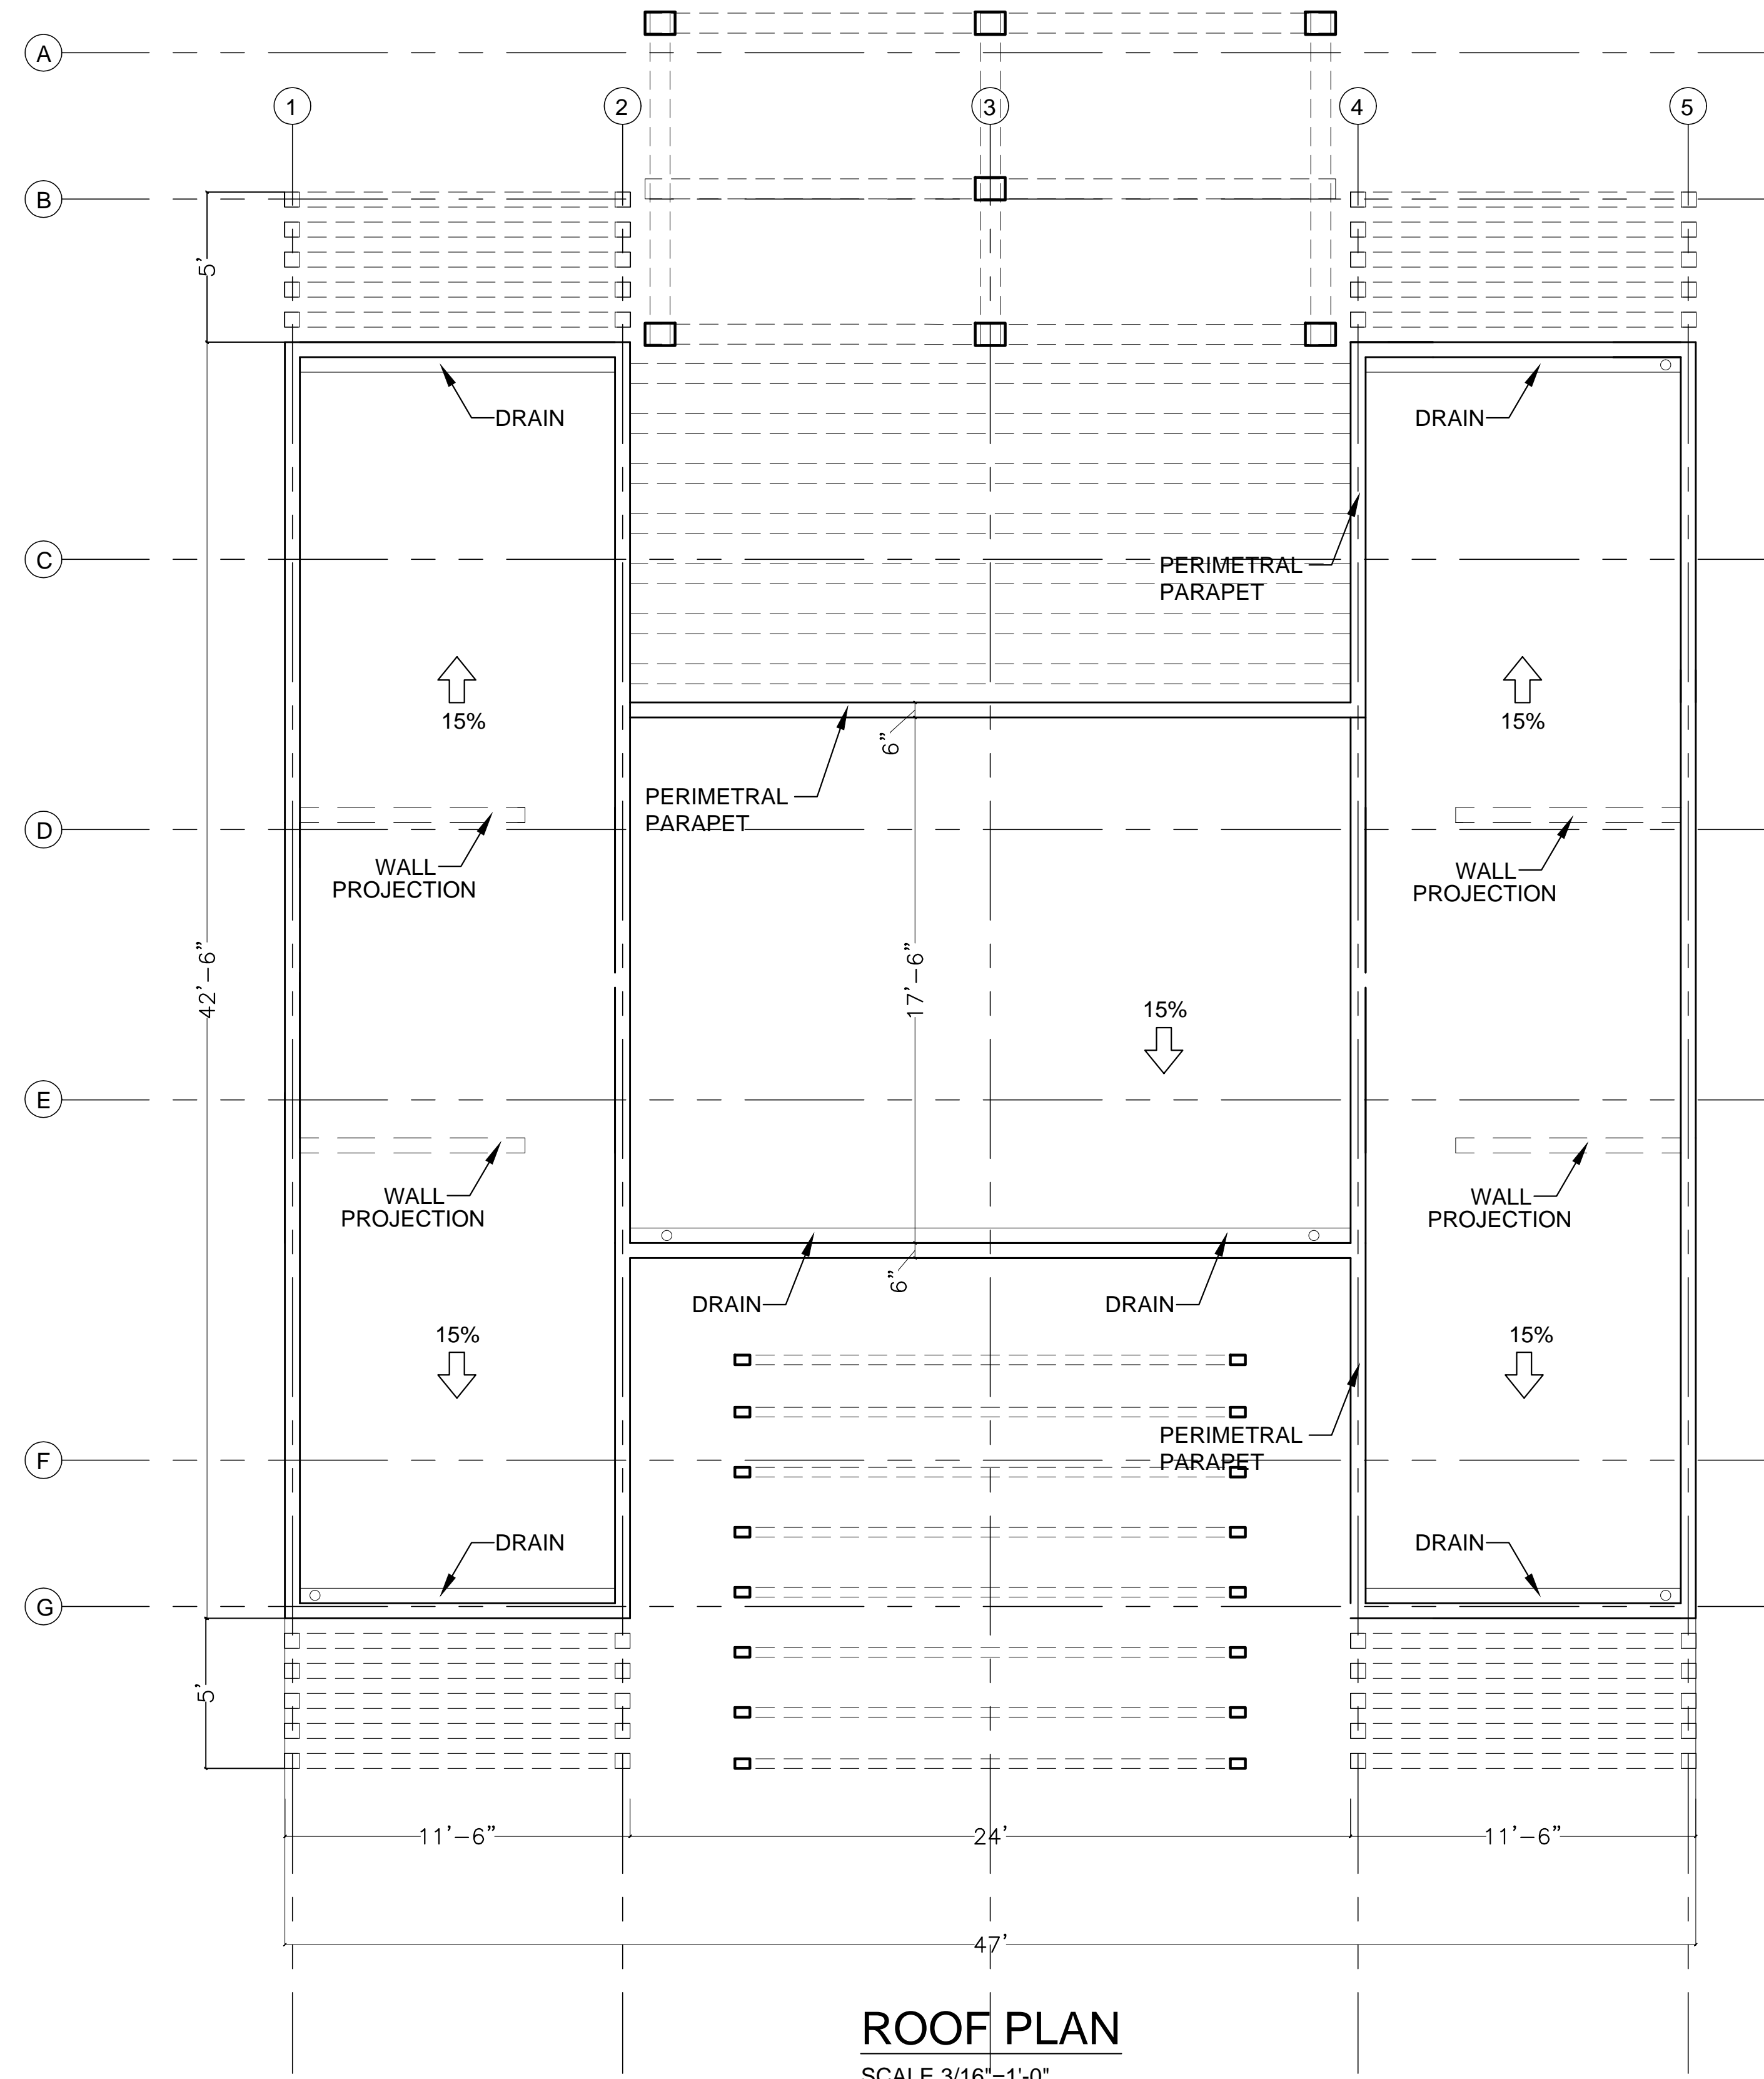 A
1
2
3
4
5
B
5'
DRAIN
DRAIN
C
PERIMETRAL
PARAPET
15%
15%
6"
PERIMETRAL
PARAPET
D
WALL
PROJECTION
WALL
PROJECTION
42'-6"
17'-6"
15%
E
WALL
PROJECTION
WALL
PROJECTION
6"
DRAIN
DRAIN
15%
15%
PERIMETRAL
PARAPET
F
DRAIN
DRAIN
G
5'
11'-6"
24'
11'-6"
47'
ROOF PLAN
SCALE 3/16"=1'-0"